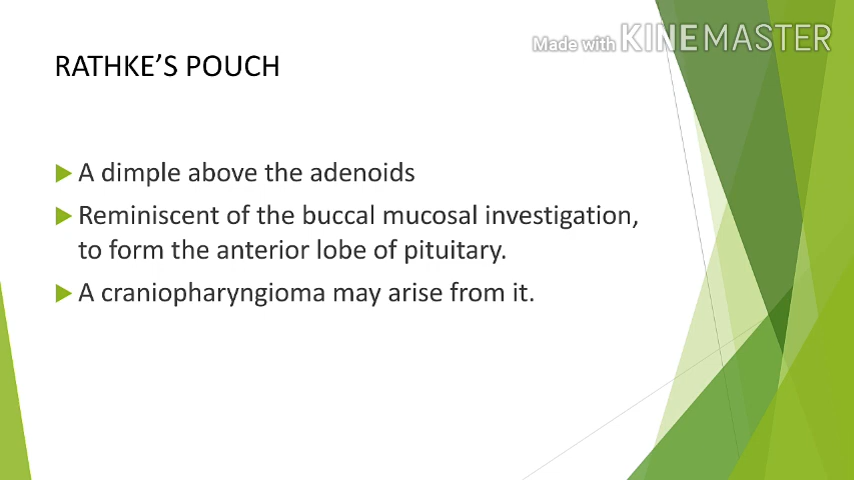 Made with KINEMASTER
RATHKE’S POUCH
A dimple above the adenoids
Reminiscent of the buccal mucosal investigation,
to form the anterior lobe of pituitary.
A craniopharyngioma may arise from it.